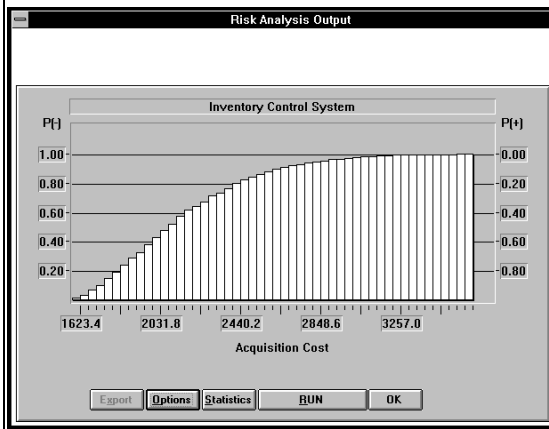 Risk Analysis Output
Inventory Control System
P(-) P(+)
1.00 0.00
0.80 0.20
0.60 0.40
0.40 0.60
0.20 0.80
1623.4 2031.8 2440.2 2848.6 3257.0
Acquisition Cost
Export Options Statistics RUN OK